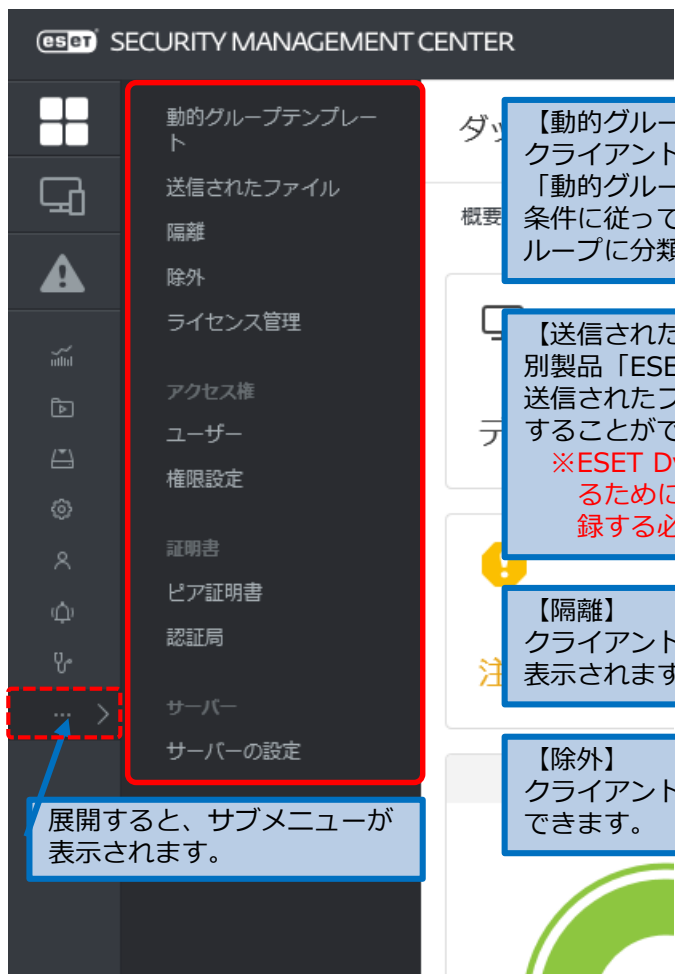 eset SECURITY MANAGEMENT CENTER
動的グループテンプレー
ト
送信されたファイル
隔離
除外
ライセンス管理
アクセス権
ユーザー
権限設定
証明書
ピア証明書
認証局
サーバー
サーバーの設定
...
展開すると、サブメニューが
表示されます。
ダッ
概要
【動的グルー
クライアント
「動的グルー
条件に従って
ループに分類
【送信された
別製品「ESE
送信されたフ
することがで
※ESET Dy
るために
録する必
デ
【隔離】
クライアント
表示されます
注
【除外】
クライアント
できます。